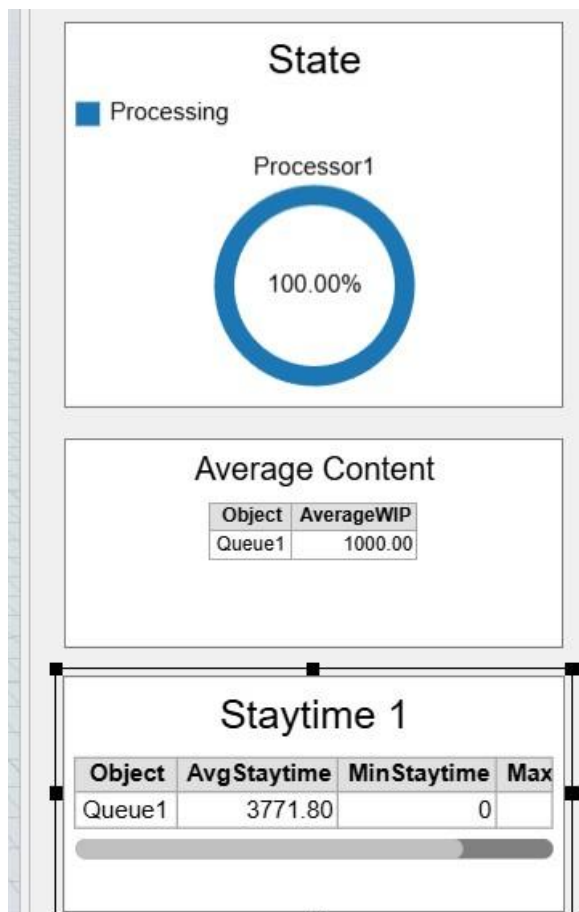 State
Processing
Processor1
100.00%
Average Content
Object AverageWIP
Queue1 1000.00
Staytime 1
Object AvgStaytime MinStaytime Max
Queue1 3771.80 0